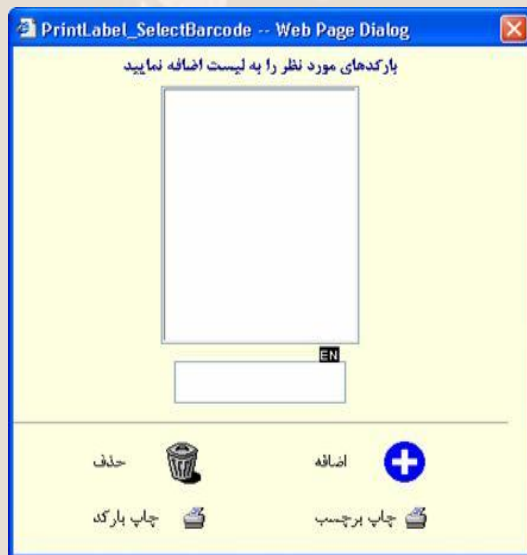 PrintLabel_SelectBarcode -- Web Page Dialog
بارکدهای مورد نظر را به لیست اضافه نمایید
EN
اضافه
حذف
چاپ برچسب
چاپ بارکد